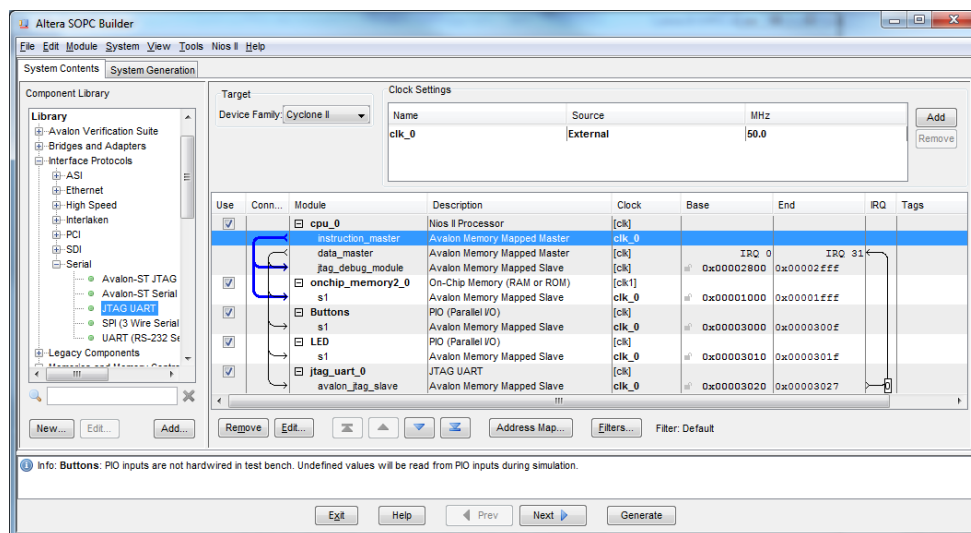 Altera SOPC Builder
File Edit Module System View Tools Nios II Help
System Contents System Generation
Component Library
Library
Avalon Verification Suite
Bridges and Adapters
Interface Protocols
ASI
Ethernet
High Speed
Interlaken
PCI
SDI
Serial
Avalon-ST JTAG
Avalon-ST Serial
JTAG UART
SPI (3 Wire Serial
UART (RS-232 Se
Legacy Components
New... Edit... Add...
Target
Device Family: Cyclone II
Clock Settings
Name Source MHz
clk_0 External 50.0
Add
Remove
Use Conn... Module Description Clock Base End IRQ Tags
cpu_0 Nios II Processor [clk]
instruction_master Avalon Memory Mapped Master clk_0
data_master Avalon Memory Mapped Master [clk] IRQ 0 IRQ 31
jtag_debug_module Avalon Memory Mapped Slave [clk] 0x00002800 0x00002fff
onchip_memory2_0 On-Chip Memory (RAM or ROM) [clk1]
s1 Avalon Memory Mapped Slave clk_0 0x00001000 0x00001fff
Buttons PIO (Parallel I/O) [clk]
s1 Avalon Memory Mapped Slave clk_0 0x00003000 0x0000300f
LED PIO (Parallel I/O) [clk]
s1 Avalon Memory Mapped Slave clk_0 0x00003010 0x0000301f
jtag_uart_0 JTAG UART [clk]
avalon_jtag_slave Avalon Memory Mapped Slave clk_0 0x00003020 0x00003027 0
Remove Edit... Address Map... Filters... Filter: Default
Info: Buttons: PIO inputs are not hardwired in test bench. Undefined values will be read from PIO inputs during simulation.
Exit Help Prev Next Generate